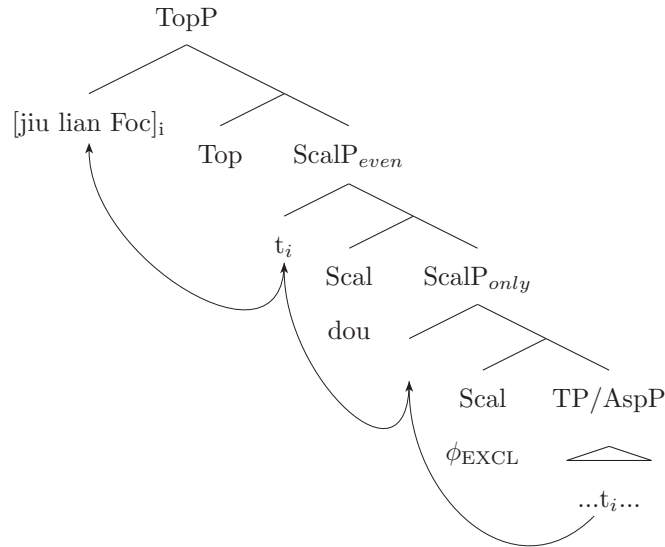 TopP
[jiu lian Foc]i
Top ScalPeven
ti
Scal ScalPonly
dou
Scal TP/AspP
ϕEXCL
...ti...